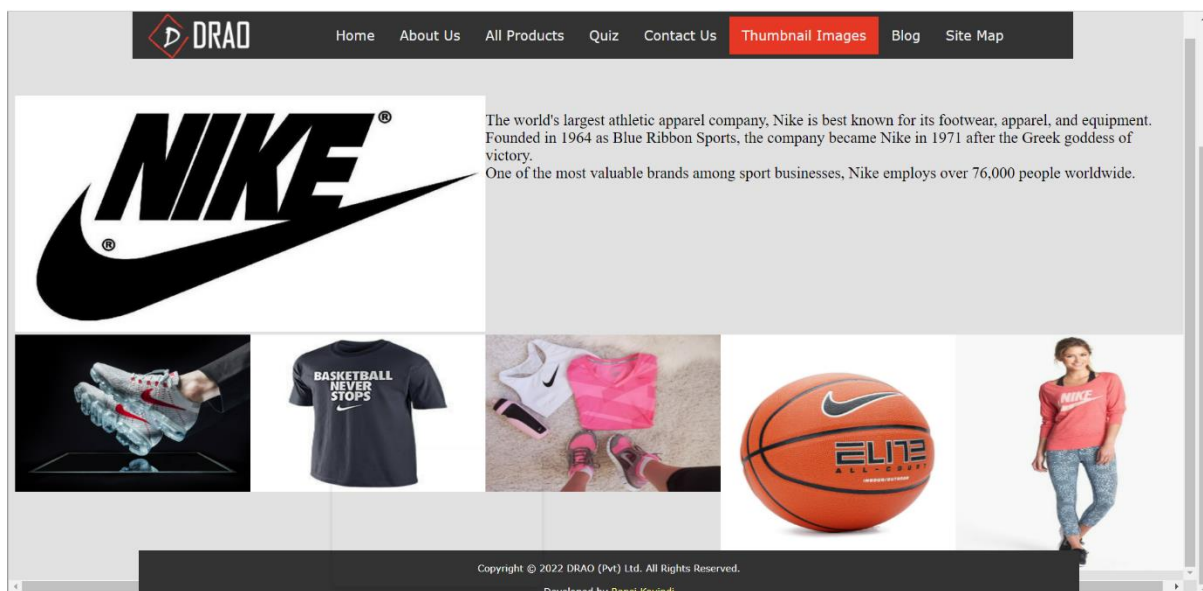 DRAO
Home About Us All Products Quiz Contact Us Thumbnail Images Blog Site Map
NIKE®
®
The world's largest athletic apparel company, Nike is best known for its footwear, apparel, and equipment.
Founded in 1964 as Blue Ribbon Sports, the company became Nike in 1971 after the Greek goddess of
victory.
One of the most valuable brands among sport businesses, Nike employs over 76,000 people worldwide.
BASKETBALL
NEVER
STOPS
ELITE
ALL-COURT
NIKE
Copyright © 2022 DRAO (Pvt) Ltd. All Rights Reserved.
Developed by